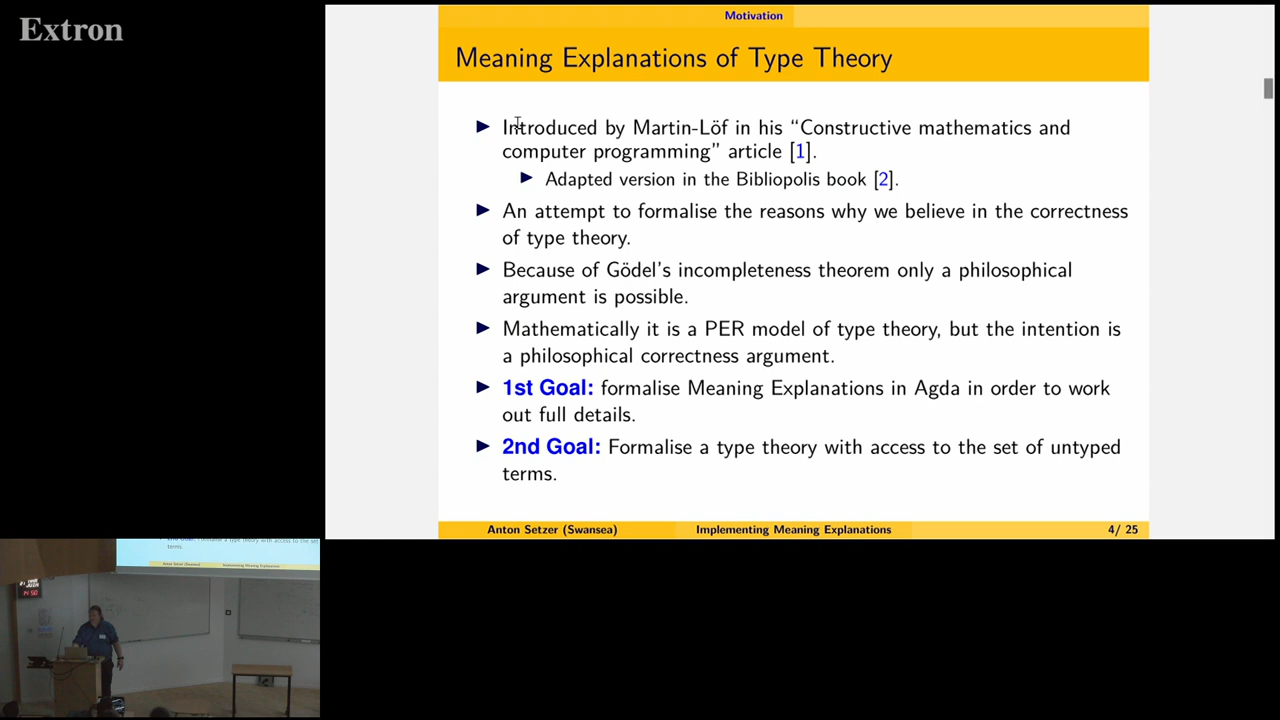 Extron
Motivation
Meaning Explanations of Type Theory
Introduced by Martin-Löf in his “Constructive mathematics and
computer programming” article [1].
Adapted version in the Bibliopolis book [2].
An attempt to formalise the reasons why we believe in the correctness
of type theory.
Because of Gödel’s incompleteness theorem only a philosophical
argument is possible.
Mathematically it is a PER model of type theory, but the intention is
a philosophical correctness argument.
1st Goal: formalise Meaning Explanations in Agda in order to work
out full details.
2nd Goal: Formalise a type theory with access to the set of untyped
terms.
Anton Setzer (Swansea) Implementing Meaning Explanations 4/ 25